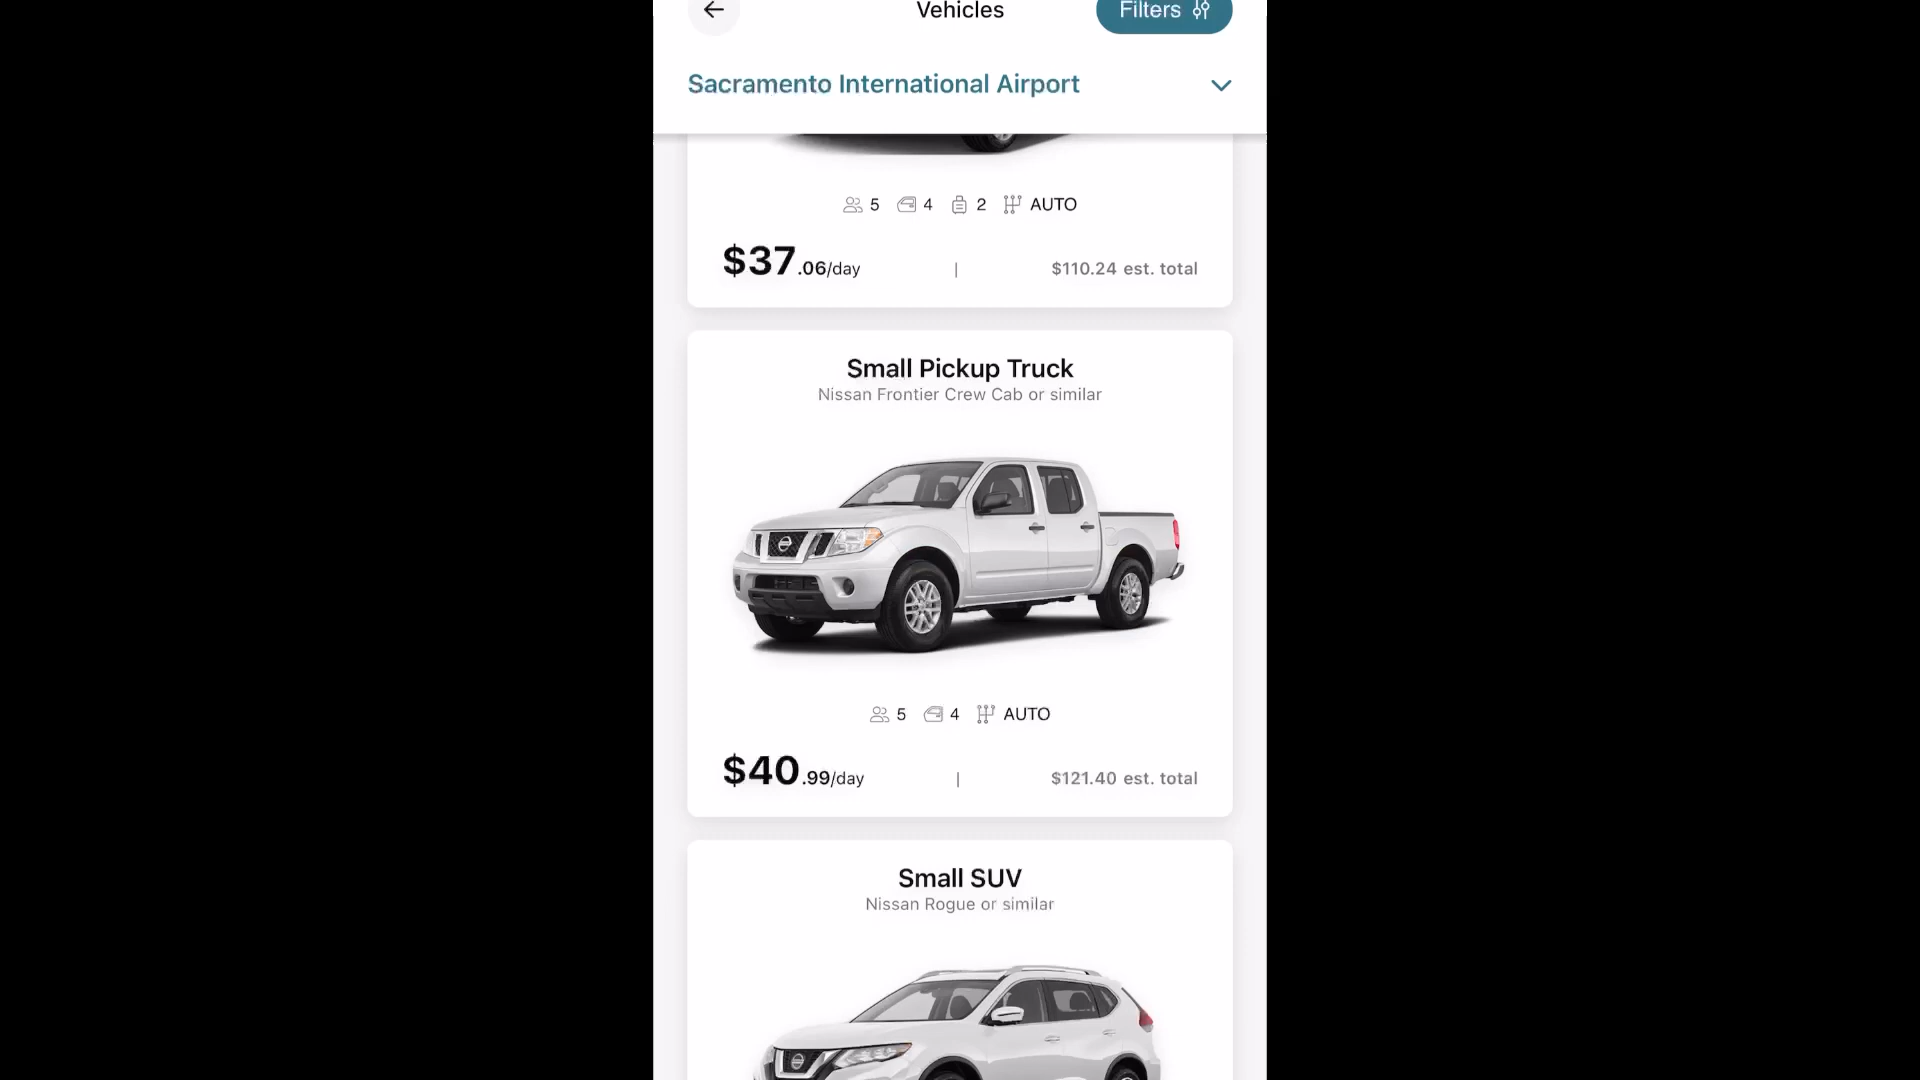 Vehicles
Filters
Sacramento International Airport
5 4 2 AUTO
$37.06/day | $110.24 est. total
Small Pickup Truck
Nissan Frontier Crew Cab or similar
5 4 AUTO
$40.99/day | $121.40 est. total
Small SUV
Nissan Rogue or similar